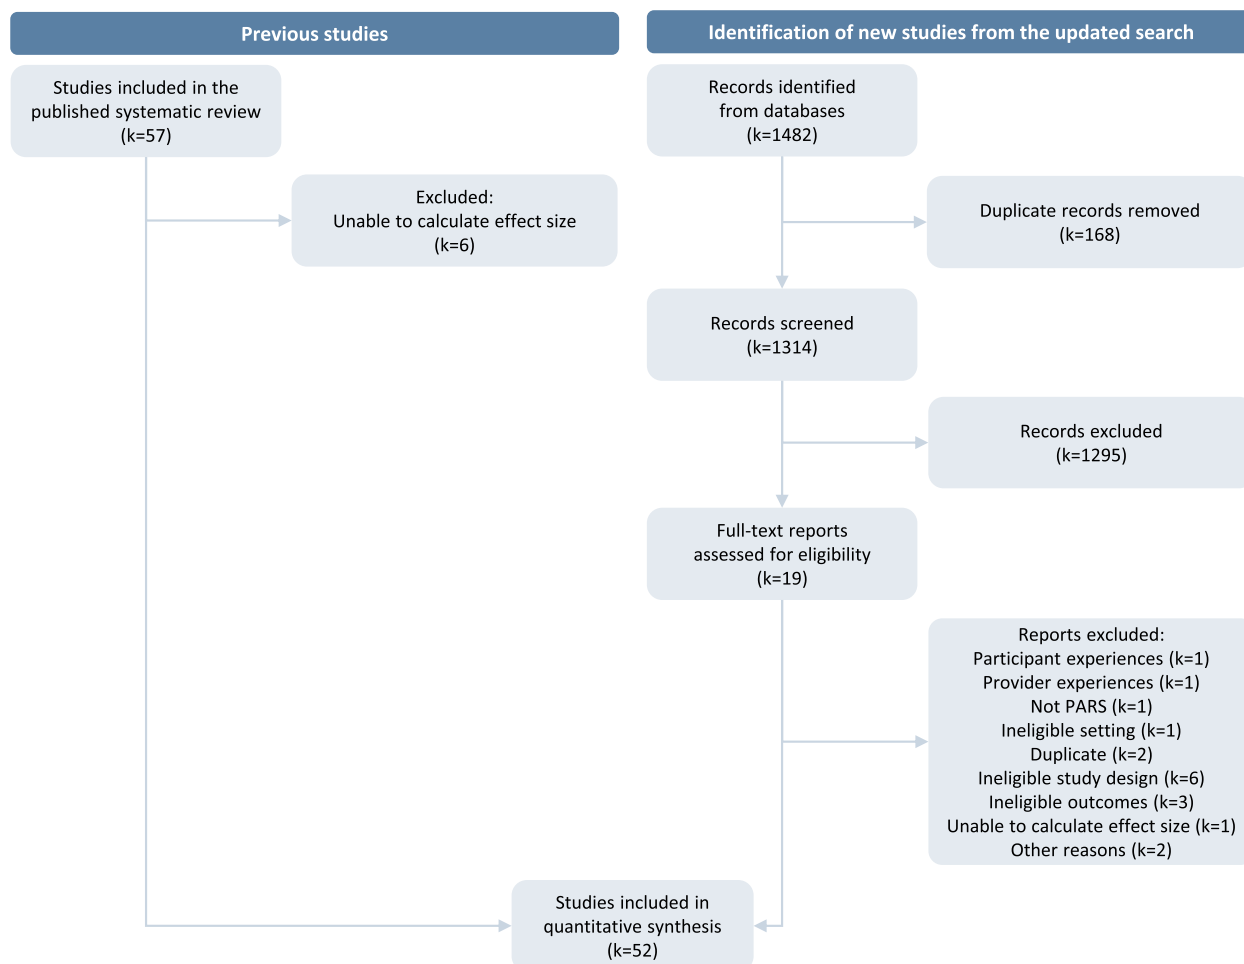 Previous studies
Studies included in the
published systematic review
(k=57)
Excluded:
Unable to calculate effect size
(k=6)
Identification of new studies from the updated search
Records identified
from databases
(k=1482)
Duplicate records removed
(k=168)
Records screened
(k=1314)
Records excluded
(k=1295)
Full-text reports
assessed for eligibility
(k=19)
Reports excluded:
Participant experiences (k=1)
Provider experiences (k=1)
Not PARS (k=1)
Ineligible setting (k=1)
Duplicate (k=2)
Ineligible study design (k=6)
Ineligible outcomes (k=3)
Unable to calculate effect size (k=1)
Other reasons (k=2)
Studies included in
quantitative synthesis
(k=52)